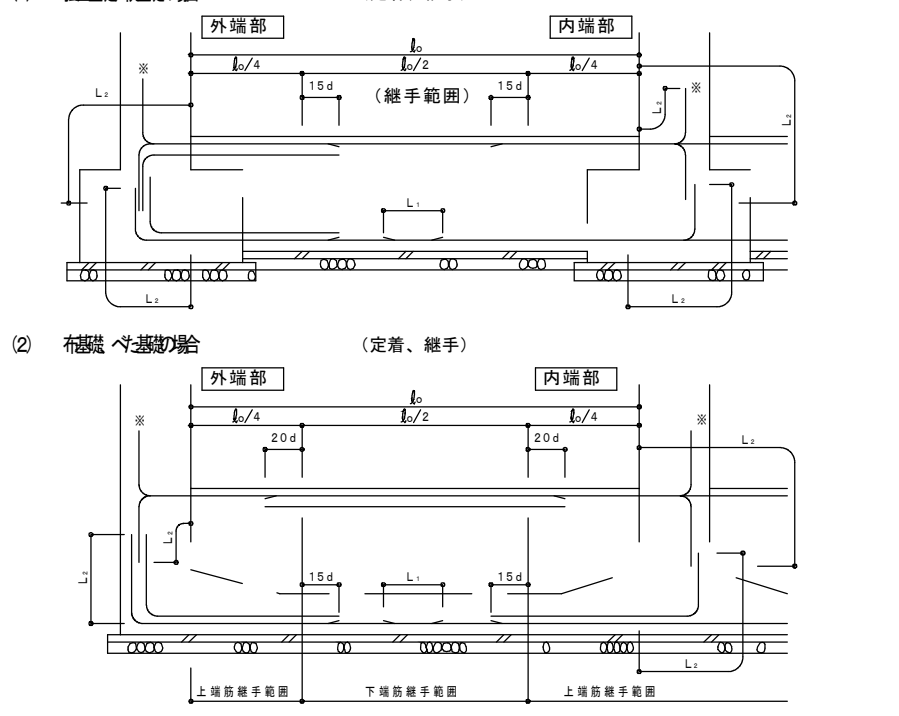 外端部 内端部
ℓo
ℓo/4 ℓo/2 ℓo/4
※ 15d 15d ※
L₂ (継手範囲) L₂ L₂
L₁
L₂ L₂
(2) 布基礎、べた基礎の場合 (定着、継手)
外端部 内端部
ℓo
ℓo/4 ℓo/2 ℓo/4
※ 20d 20d ※ L₂
L₂
L₂ 15d L₁ 15d
L₂
上端筋継手範囲 下端筋継手範囲 上端筋継手範囲